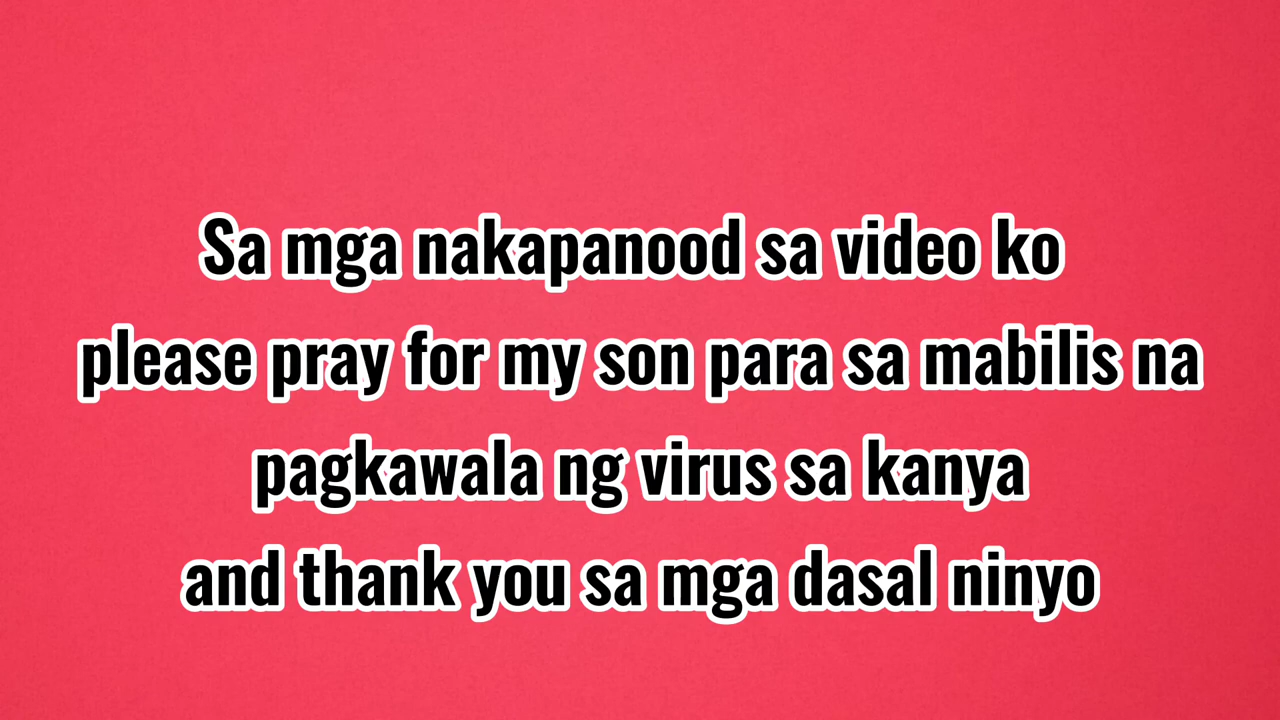 Sa mga nakapanood sa video ko
please pray for my son para sa mabilis na
pagkawala ng virus sa kanya
and thank you sa mga dasal ninyo